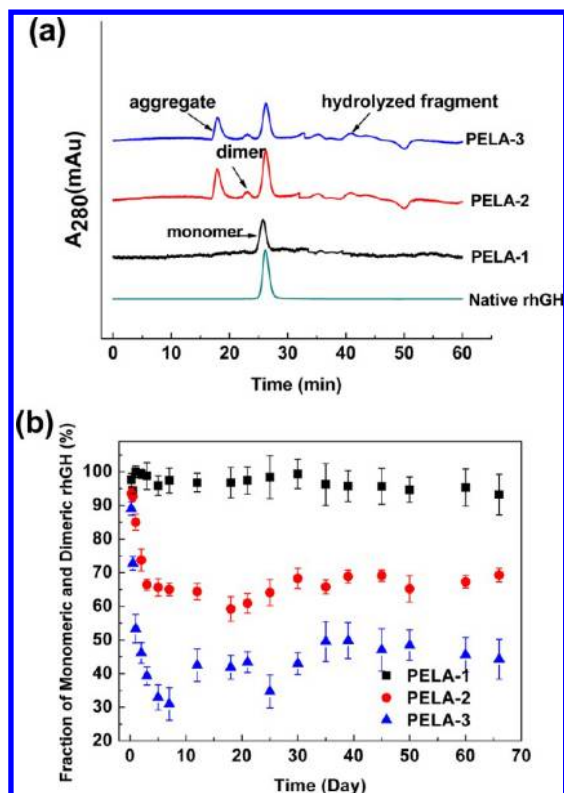 (a)
aggregate
hydrolyzed fragment
PELA-3
dimer
PELA-2
monomer
PELA-1
Native rhGH
A280(mAu)
0 10 20 30 40 50 60
Time (min)
(b)
Fraction of Monomeric and Dimeric rhGH (%)
100
90
80
70
60
50
40
30
20
PELA-1
PELA-2
PELA-3
0 10 20 30 40 50 60 70
Time (Day)